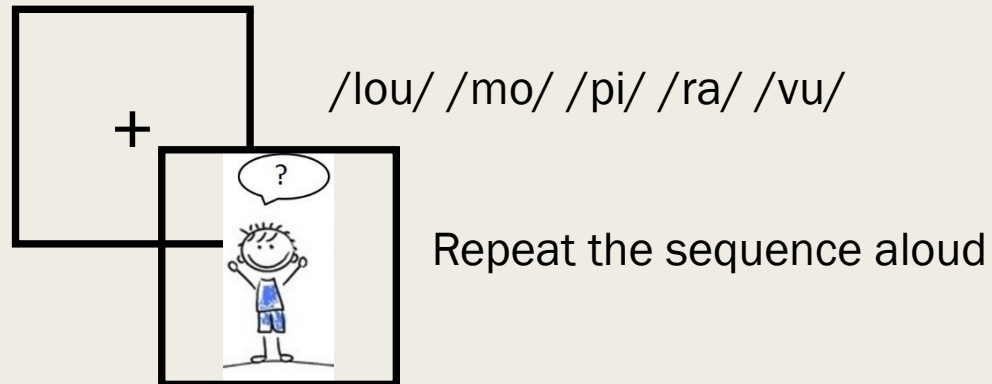 /lou/ /mo/ /pi/ /ra/ /vu/
+
?
Repeat the sequence aloud